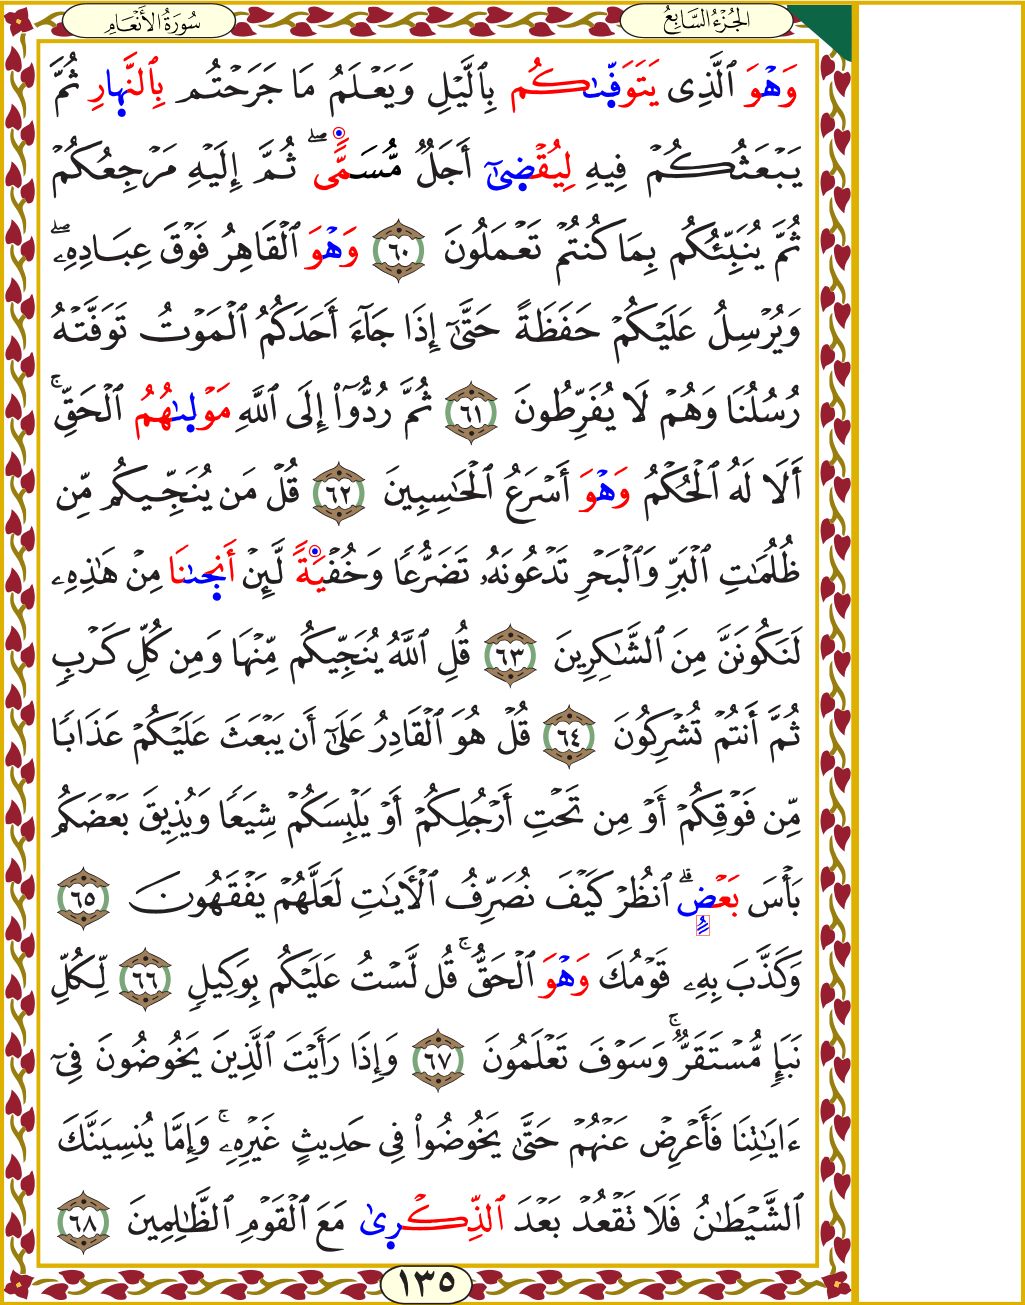 الجُزْءُ السَّابِعُ
سُورَةُ الأَنْعَامِ
وَهْوَ ٱلَّذِى يَتَوَفَّىٰكُم بِٱلَّيْلِ وَيَعْلَمُ مَا جَرَحْتُم بِٱلنَّهَارِ ثُمَّ
يَبْعَثُكُمْ فِيهِ لِيُقْضَىٰٓ أَجَلٌ مُّسَمًّى ۖ ثُمَّ إِلَيْهِ مَرْجِعُكُمْ
ثُمَّ يُنَبِّئُكُم بِمَا كُنتُمْ تَعْمَلُونَ ٦٠ وَهْوَ ٱلْقَاهِرُ فَوْقَ عِبَادِهِۦ ۖ
وَيُرْسِلُ عَلَيْكُمْ حَفَظَةً حَتَّىٰٓ إِذَا جَآءَ أَحَدَكُمُ ٱلْمَوْتُ تَوَفَّتْهُ
رُسُلُنَا وَهُمْ لَا يُفَرِّطُونَ ٦١ ثُمَّ رُدُّوٓا۟ إِلَى ٱللَّهِ مَوْلَىٰهُمُ ٱلْحَقِّ ۚ
أَلَا لَهُ ٱلْحُكْمُ وَهْوَ أَسْرَعُ ٱلْحَـٰسِبِينَ ٦٢ قُلْ مَن يُنَجِّيكُم مِّن
ظُلُمَـٰتِ ٱلْبَرِّ وَٱلْبَحْرِ تَدْعُونَهُۥ تَضَرُّعًا وَخُفْيَةً لَّئِنْ أَنجَىٰنَا مِنْ هَـٰذِهِۦ
لَنَكُونَنَّ مِنَ ٱلشَّـٰكِرِينَ ٦٣ قُلِ ٱللَّهُ يُنَجِّيكُم مِّنْهَا وَمِن كُلِّ كَرْبٍ
ثُمَّ أَنتُمْ تُشْرِكُونَ ٦٤ قُلْ هُوَ ٱلْقَادِرُ عَلَىٰٓ أَن يَبْعَثَ عَلَيْكُمْ عَذَابًا
مِّن فَوْقِكُمْ أَوْ مِن تَحْتِ أَرْجُلِكُمْ أَوْ يَلْبِسَكُمْ شِيَعًا وَيُذِيقَ بَعْضَكُم
بَأْسَ بَعْضٍ ۗ ٱنظُرْ كَيْفَ نُصَرِّفُ ٱلْـَٔايَـٰتِ لَعَلَّهُمْ يَفْقَهُونَ ٦٥
وَكَذَّبَ بِهِۦ قَوْمُكَ وَهْوَ ٱلْحَقُّ ۚ قُل لَّسْتُ عَلَيْكُم بِوَكِيلٍ ٦٦ لِّكُلِّ
نَبَإٍ مُّسْتَقَرٌّ ۚ وَسَوْفَ تَعْلَمُونَ ٦٧ وَإِذَا رَأَيْتَ ٱلَّذِينَ يَخُوضُونَ فِىٓ
ءَايَـٰتِنَا فَأَعْرِضْ عَنْهُمْ حَتَّىٰ يَخُوضُوا۟ فِى حَدِيثٍ غَيْرِهِۦ ۚ وَإِمَّا يُنسِيَنَّكَ
ٱلشَّيْطَـٰنُ فَلَا تَقْعُدْ بَعْدَ ٱلذِّكْرَىٰ مَعَ ٱلْقَوْمِ ٱلظَّـٰلِمِينَ ٦٨
١٣٥